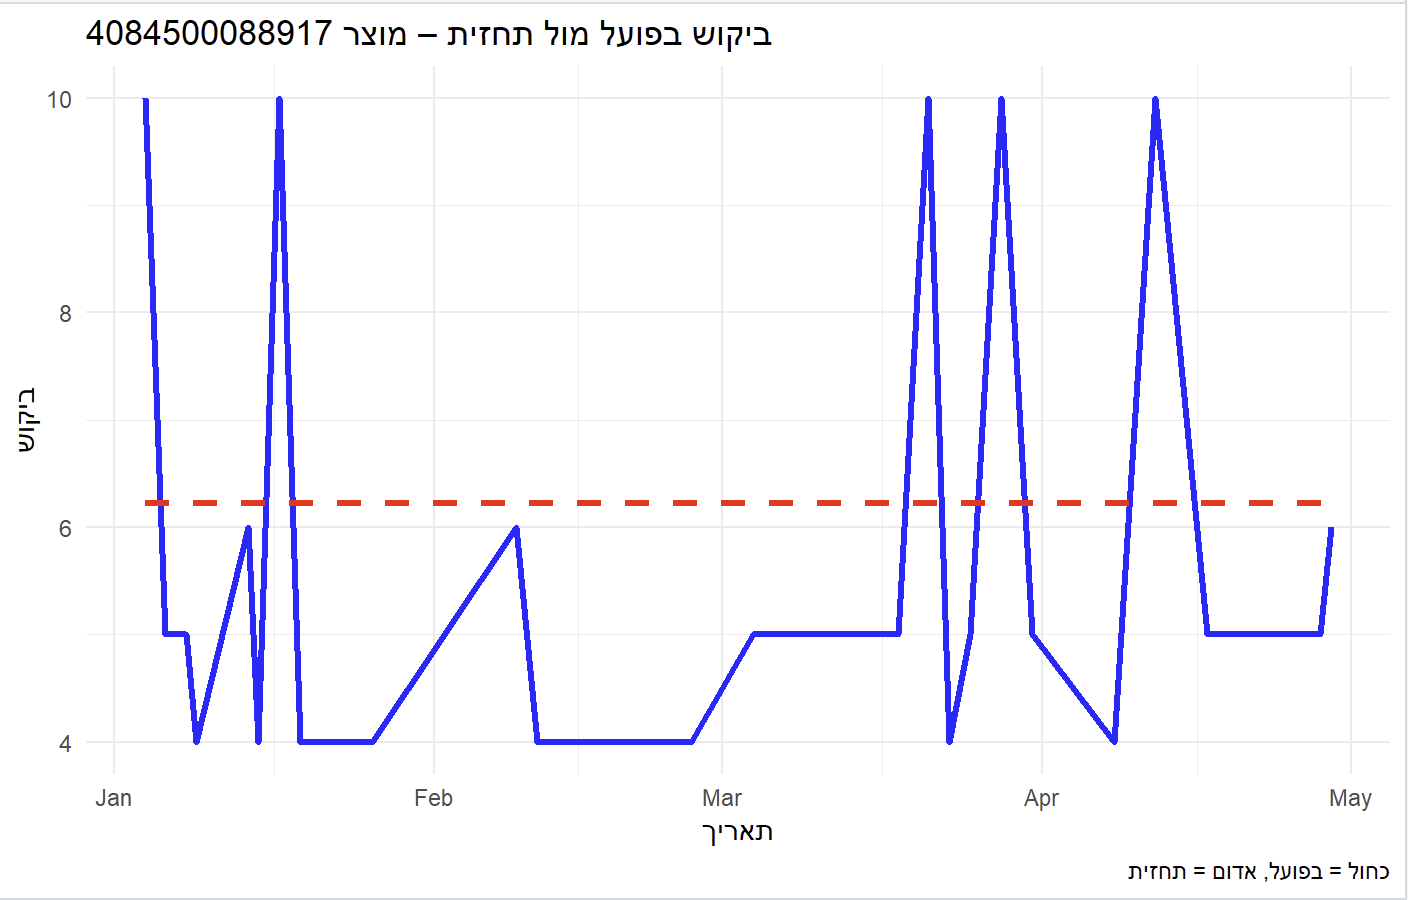 ביקוש בפועל מול תחזית – מוצר 4084500088917
10
8
6
4
ביקוש
Jan
Feb
Mar
Apr
May
תאריך
כחול = בפועל, אדום = תחזית